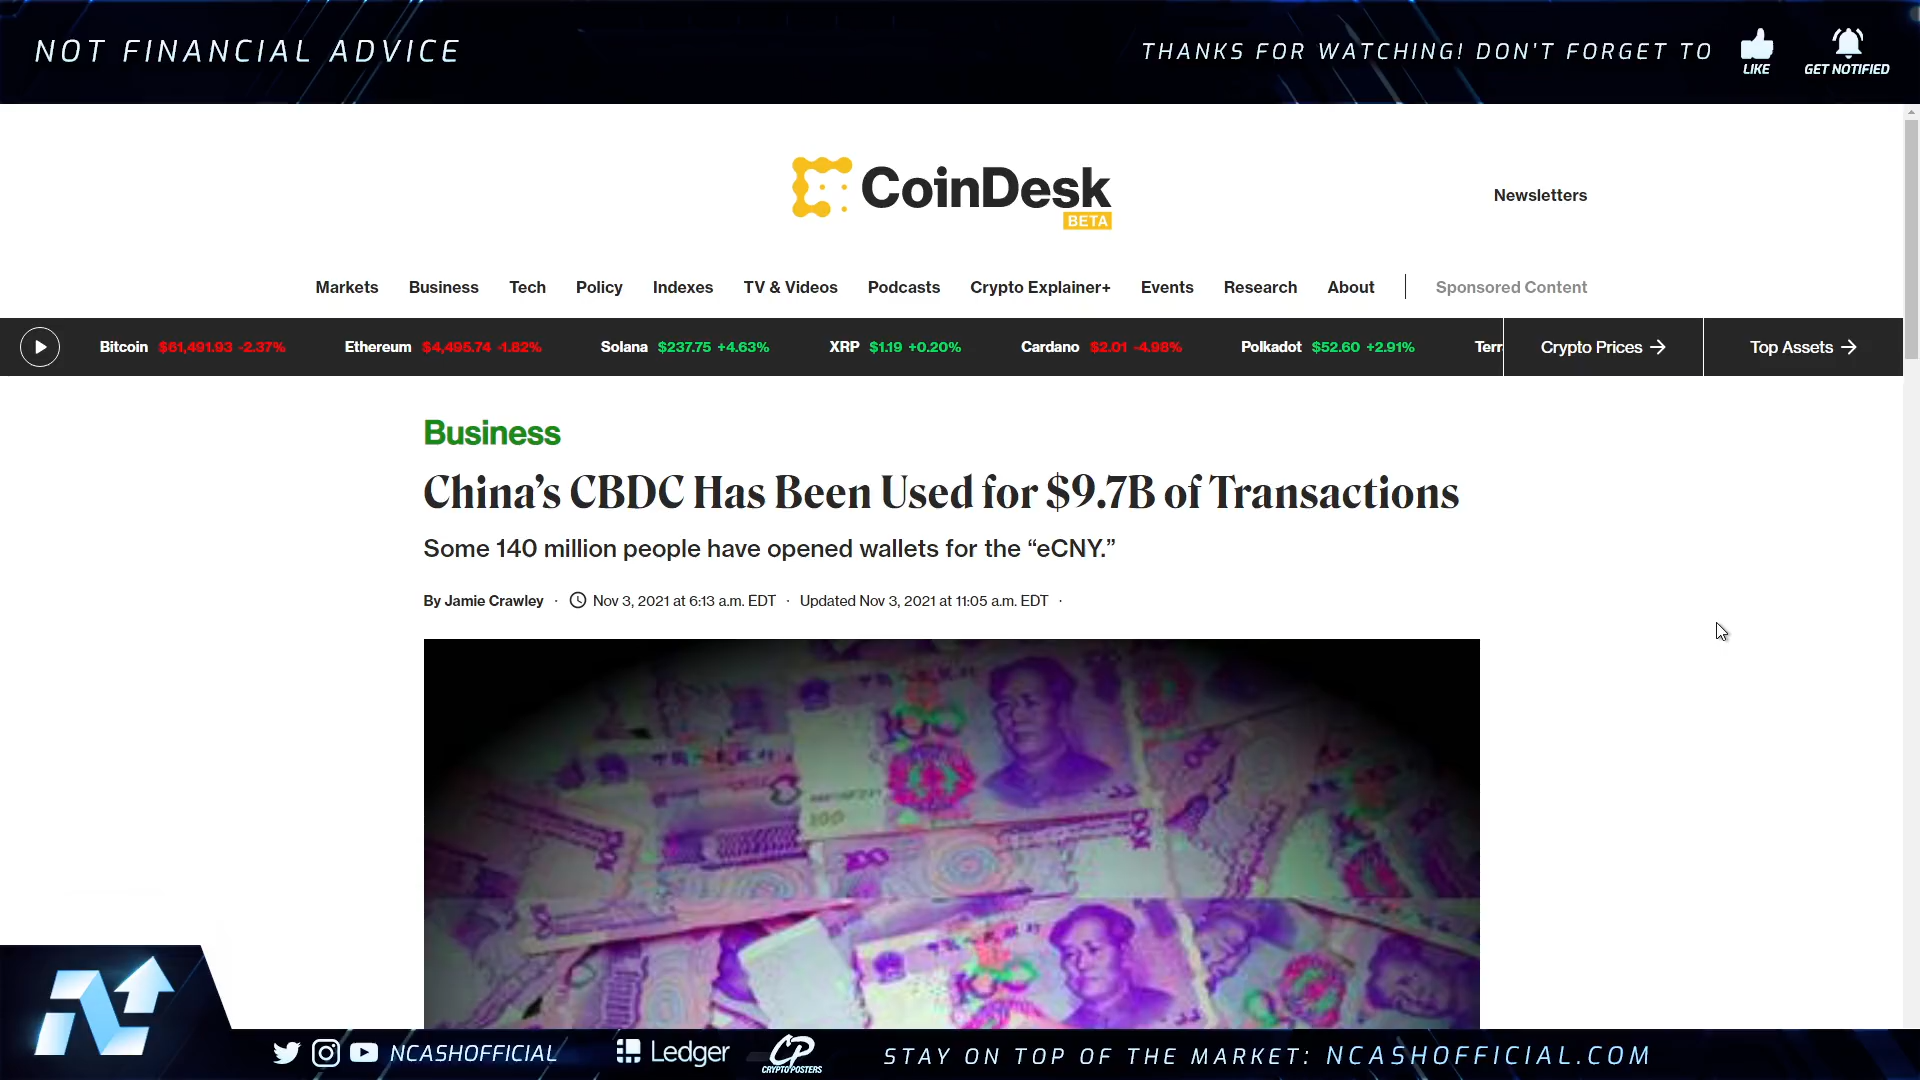 NOT FINANCIAL ADVICE
THANKS FOR WATCHING! DON'T FORGET TO
LIKE
GET NOTIFIED
CoinDesk
BETA
Newsletters
Markets Business Tech Policy Indexes TV & Videos Podcasts Crypto Explainer+ Events Research About Sponsored Content
Bitcoin $61,491.93 -2.37% Ethereum $4,495.74 -1.82% Solana $237.75 +4.63% XRP $1.19 +0.20% Cardano $2.01 -4.98% Polkadot $52.60 +2.91% Terr Crypto Prices → Top Assets →
Business
China's CBDC Has Been Used for $9.7B of Transactions
Some 140 million people have opened wallets for the “eCNY.”
By Jamie Crawley · Nov 3, 2021 at 6:13 a.m. EDT · Updated Nov 3, 2021 at 11:05 a.m. EDT ·
100
100
NCASHOFFICIAL
Ledger
CP
CRYPTO POSTERS
STAY ON TOP OF THE MARKET: NCASHOFFICIAL.COM